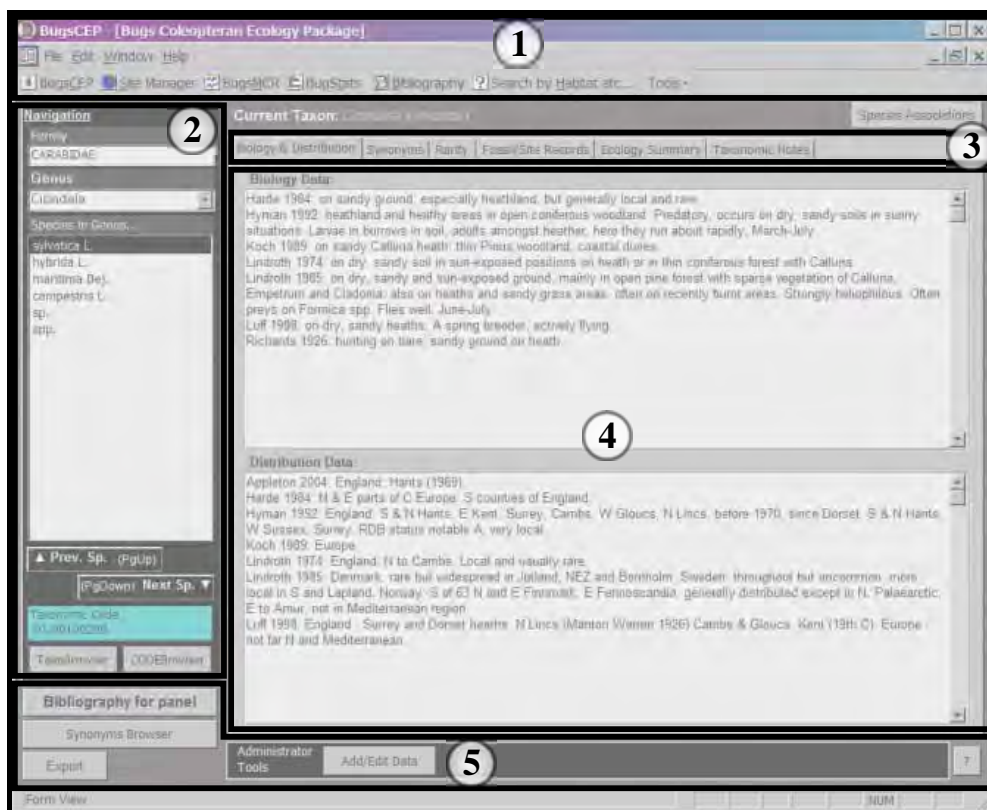 BugsCEP - [Bugs Coleopteran Ecology Package]
1
File Edit Window Help
BugsCEP Site Manager BugsMCR BugStats Bibliography ? Search by Habitat etc... Tools
Navigation
2
Family
CARABIDAE
Genus
Cicindela
Species in Genus...
sylvatica L.
hybrida L.
maritima Dej.
campestris L.
sp.
spp.
▲ Prev. Sp. (PgUp)
(PgDown) Next Sp. ▼
Taxonomic Code
TaxaBrowser CODEBrowser
Bibliography for panel
Synonyms Browser
Export
Current Taxon:
Species Associations
3
Biology & Distribution Synonyms Rarity Fossil/Site Records Ecology Summary Taxonomic Notes
Biology Data
Harde 1984: on sandy ground, especially heathland, but generally local and rare.
Hyman 1992: heathland and heathy areas in open coniferous woodland. Predatory, occurs on dry, sandy soils in sunny
situations. Larvae in burrows in soil, adults amongst heather, here they run about rapidly, March-July.
Koch 1989: on sandy Calluna heath, thin Pinus woodland, coastal dunes.
Lindroth 1974: on dry, sandy soil in sun-exposed positions on heath or in thin coniferous forest with Calluna.
Lindroth 1985: on dry, sandy and sun-exposed ground, mainly in open pine forest with sparse vegetation of Calluna,
Empetrum and Cladonia; also on heaths and sandy grass areas, often on recently burnt areas. Strongly heliophilous. Often
preys on Formica spp. Flies well. June-July.
Luff 1998: on dry, sandy heaths. A spring breeder, actively flying.
Richards 1926: hunting on bare, sandy ground on heath.
4
Distribution Data
Appleton 2004: England: Hants (1969).
Harde 1984: N & E parts of C Europe. S counties of England.
Hyman 1992: England: S & N Hants, E Kent, Surrey, Cambs, W Gloucs, N Lincs, before 1970; since Dorset, S & N Hants,
W Sussex, Surrey. RDB status notable A; very local.
Koch 1989: Europe.
Lindroth 1974: England, N to Cambs. Local and usually rare.
Lindroth 1985: Denmark, rare but widespread in Jutland, NEZ and Bornholm. Sweden, throughout but uncommon, more
local in S and Lapland. Norway, S of 63 N and E Finnmark. E Fennoscandia, generally distributed except in N. Palaearctic,
E to Amur, not in Mediterranean region.
Luff 1998: England - Surrey and Dorset heaths. N Lincs (Manton Warren 1926) Cambs & Gloucs. Kent (19th C). Europe -
not far N and Mediterranean.
Administrator
Tools
Add/Edit Data
5
?
Form View
NUM